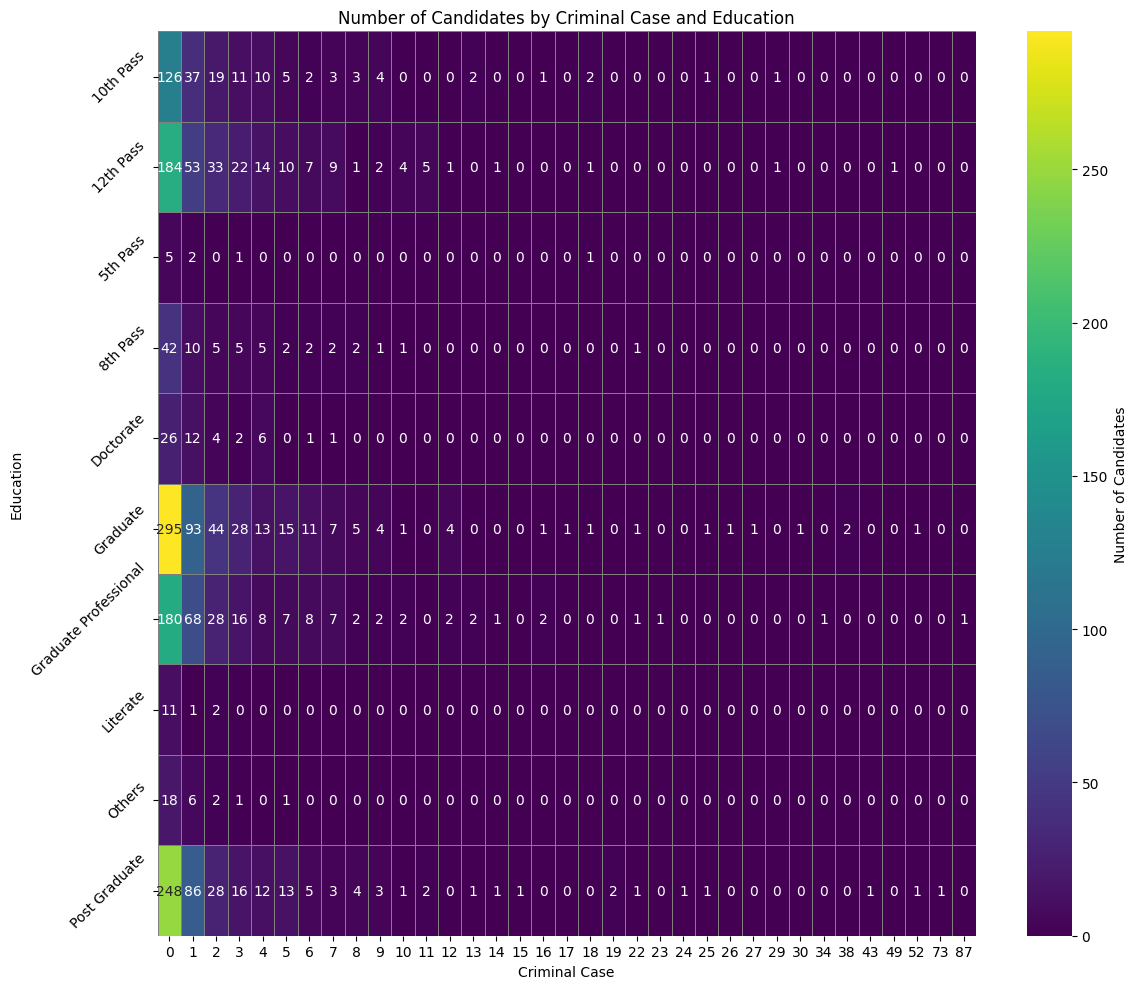 Number of Candidates by Criminal Case and Education
10th Pass 126 37 19 11 10 5 2 3 3 4 0 0 0 2 0 0 1 0 2 0 0 0 0 1 0 0 1 0 0 0 0 0 0 0 0
12th Pass 184 53 33 22 14 10 7 9 1 2 4 5 1 0 1 0 0 0 1 0 0 0 0 0 0 0 1 0 0 0 0 1 0 0 0
5th Pass 5 2 0 1 0 0 0 0 0 0 0 0 0 0 0 0 0 0 1 0 0 0 0 0 0 0 0 0 0 0 0 0 0 0 0
8th Pass 42 10 5 5 5 2 2 2 2 1 1 0 0 0 0 0 0 0 0 0 1 0 0 0 0 0 0 0 0 0 0 0 0 0 0
Doctorate 26 12 4 2 6 0 1 1 0 0 0 0 0 0 0 0 0 0 0 0 0 0 0 0 0 0 0 0 0 0 0 0 0 0 0
Graduate 295 93 44 28 13 15 11 7 5 4 1 0 4 0 0 0 1 1 1 0 1 0 0 1 1 1 0 1 0 2 0 0 1 0 0
Graduate Professional 180 68 28 16 8 7 8 7 2 2 2 0 2 2 1 0 2 0 0 0 1 1 0 0 0 0 0 0 1 0 0 0 0 0 1
Literate 11 1 2 0 0 0 0 0 0 0 0 0 0 0 0 0 0 0 0 0 0 0 0 0 0 0 0 0 0 0 0 0 0 0 0
Others 18 6 2 1 0 1 0 0 0 0 0 0 0 0 0 0 0 0 0 0 0 0 0 0 0 0 0 0 0 0 0 0 0 0 0
Post Graduate 248 86 28 16 12 13 5 3 4 3 1 2 0 1 1 1 0 0 0 2 1 0 1 1 0 0 0 0 0 0 1 0 1 1 0
0 1 2 3 4 5 6 7 8 9 10 11 12 13 14 15 16 17 18 19 22 23 24 25 26 27 29 30 34 38 43 49 52 73 87
Criminal Case
Education
250
200
150
100
50
0
Number of Candidates